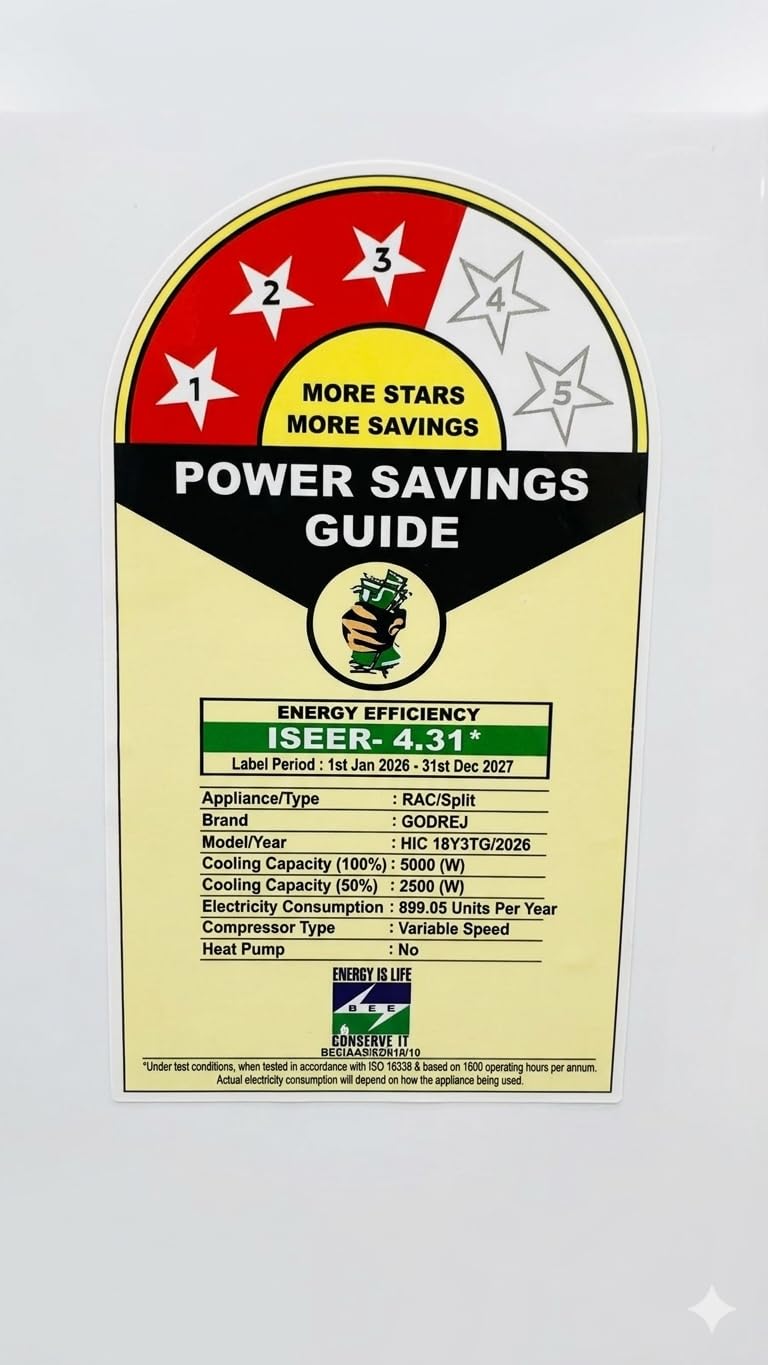 1
2
3
4
5
MORE STARS
MORE SAVINGS
POWER SAVINGS
GUIDE
ENERGY EFFICIENCY
ISEER- 4.31*
Label Period : 1st Jan 2026 - 31st Dec 2027
Appliance/Type : RAC/Split
Brand : GODREJ
Model/Year : HIC 18Y3TG/2026
Cooling Capacity (100%) : 5000 (W)
Cooling Capacity (50%) : 2500 (W)
Electricity Consumption : 899.05 Units Per Year
Compressor Type : Variable Speed
Heat Pump : No
ENERGY IS LIFE
BEE
CONSERVE IT
*Under test conditions, when tested in accordance with ISO 16338 & based on 1600 operating hours per annum.
Actual electricity consumption will depend on how the appliance being used.